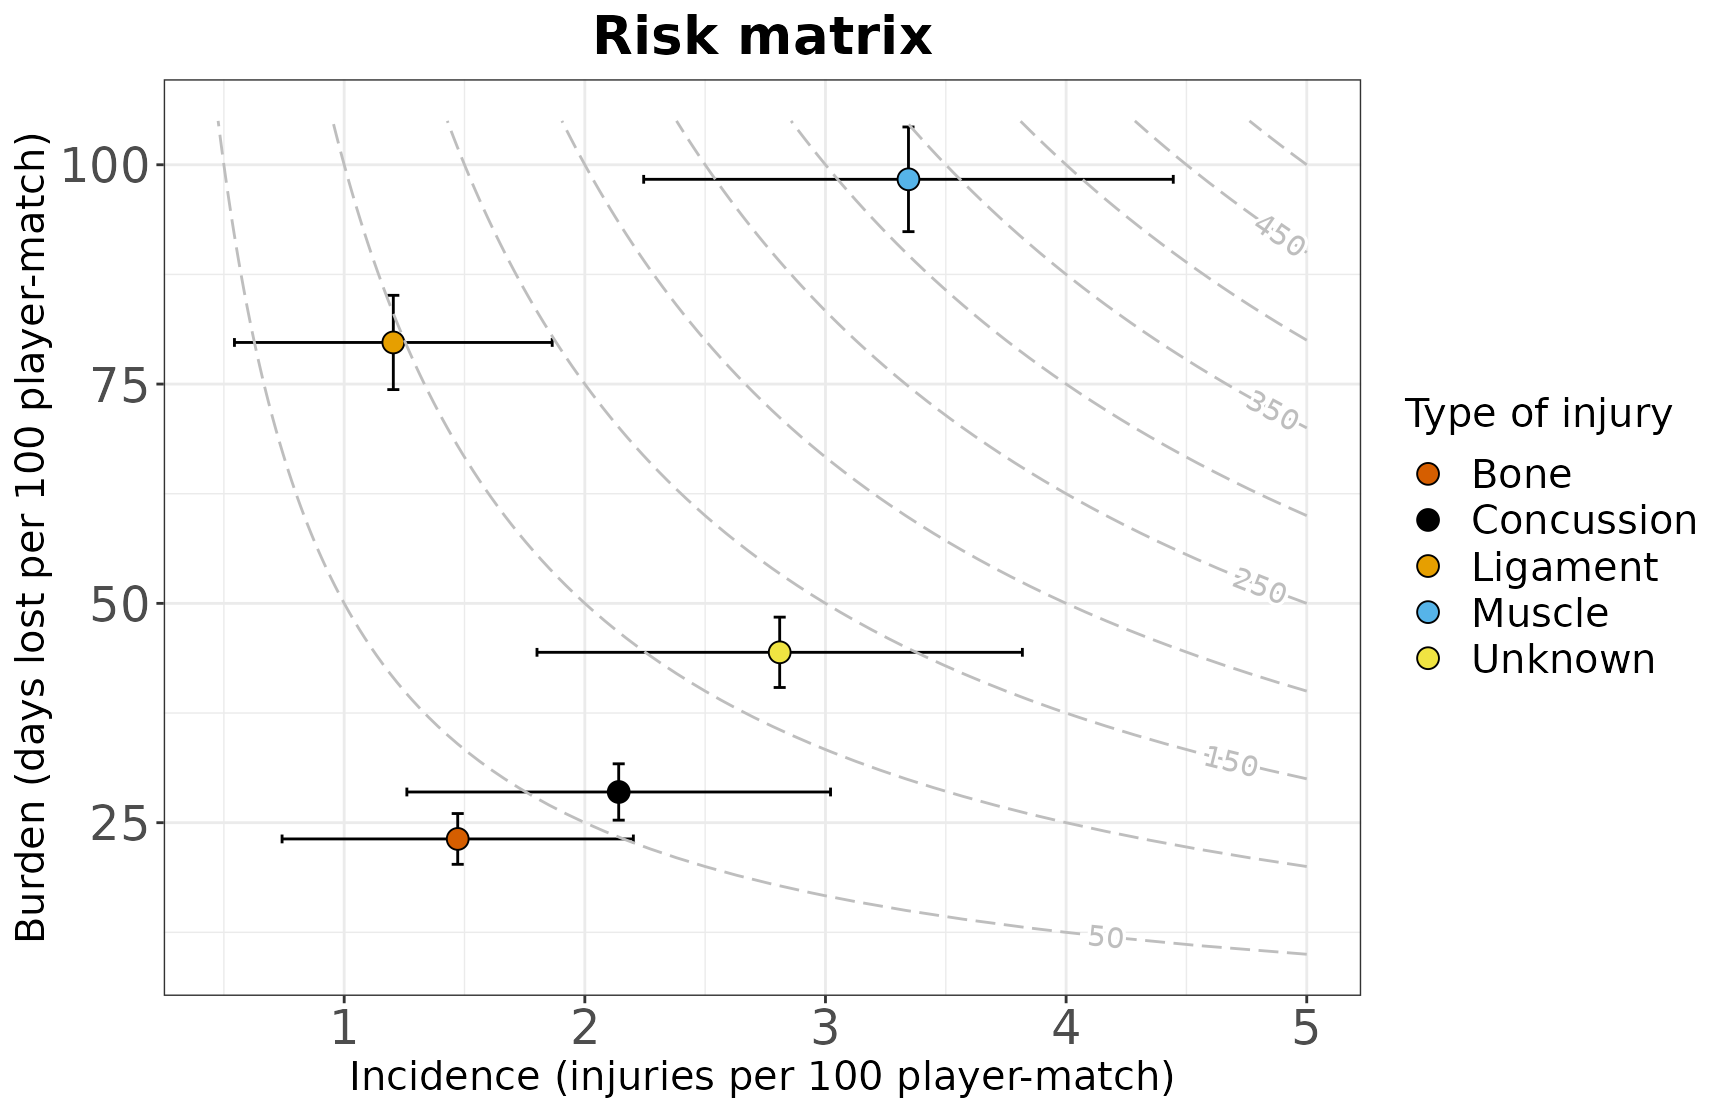 Risk matrix
Burden (days lost per 100 player-match)
100
75
50
25
450
350
250
150
50
1 2 3 4 5
Incidence (injuries per 100 player-match)
Type of injury
Bone
Concussion
Ligament
Muscle
Unknown